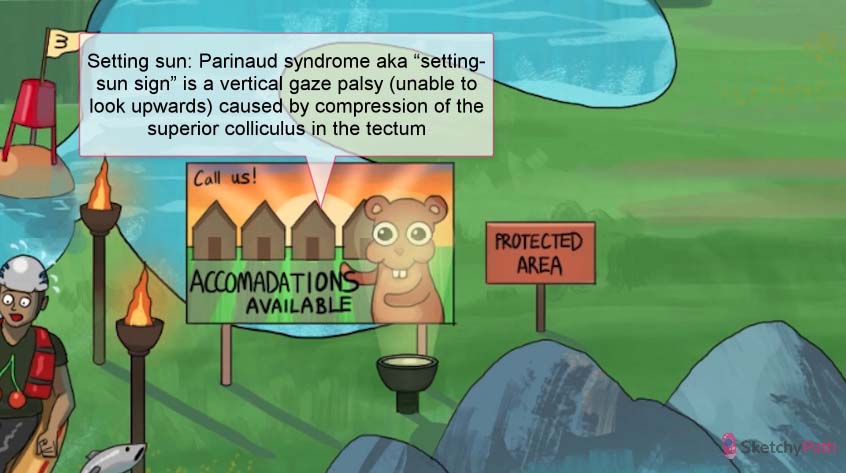 3
Setting sun: Parinaud syndrome aka “setting-
sun sign” is a vertical gaze palsy (unable to
look upwards) caused by compression of the
superior colliculus in the tectum
Call us!
ACCOMADATIONS
AVAILABLE
PROTECTED
AREA
SketchyPath